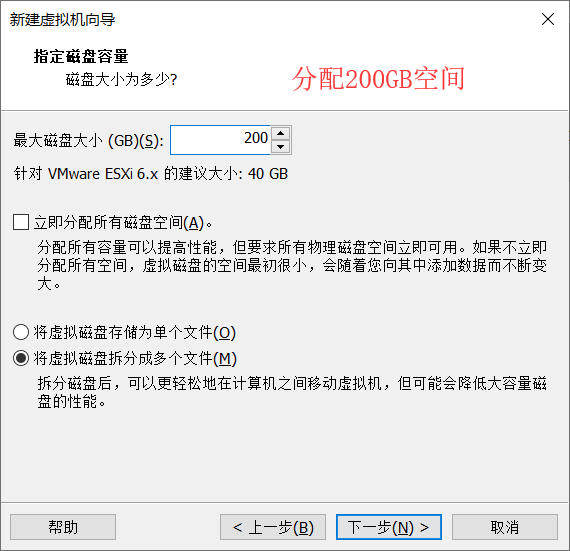 新建虚拟机向导
指定磁盘容量
磁盘大小为多少?
分配200GB空间
最大磁盘大小 (GB)(S): 200
针对 VMware ESXi 6.x 的建议大小: 40 GB
立即分配所有磁盘空间(A)。
分配所有容量可以提高性能，但要求所有物理磁盘空间立即可用。如果不立即
分配所有空间，虚拟磁盘的空间最初很小，会随着您向其中添加数据而不断变
大。
将虚拟磁盘存储为单个文件(O)
将虚拟磁盘拆分成多个文件(M)
拆分磁盘后，可以更轻松地在计算机之间移动虚拟机，但可能会降低大容量磁
盘的性能。
帮助 < 上一步(B) 下一步(N) > 取消